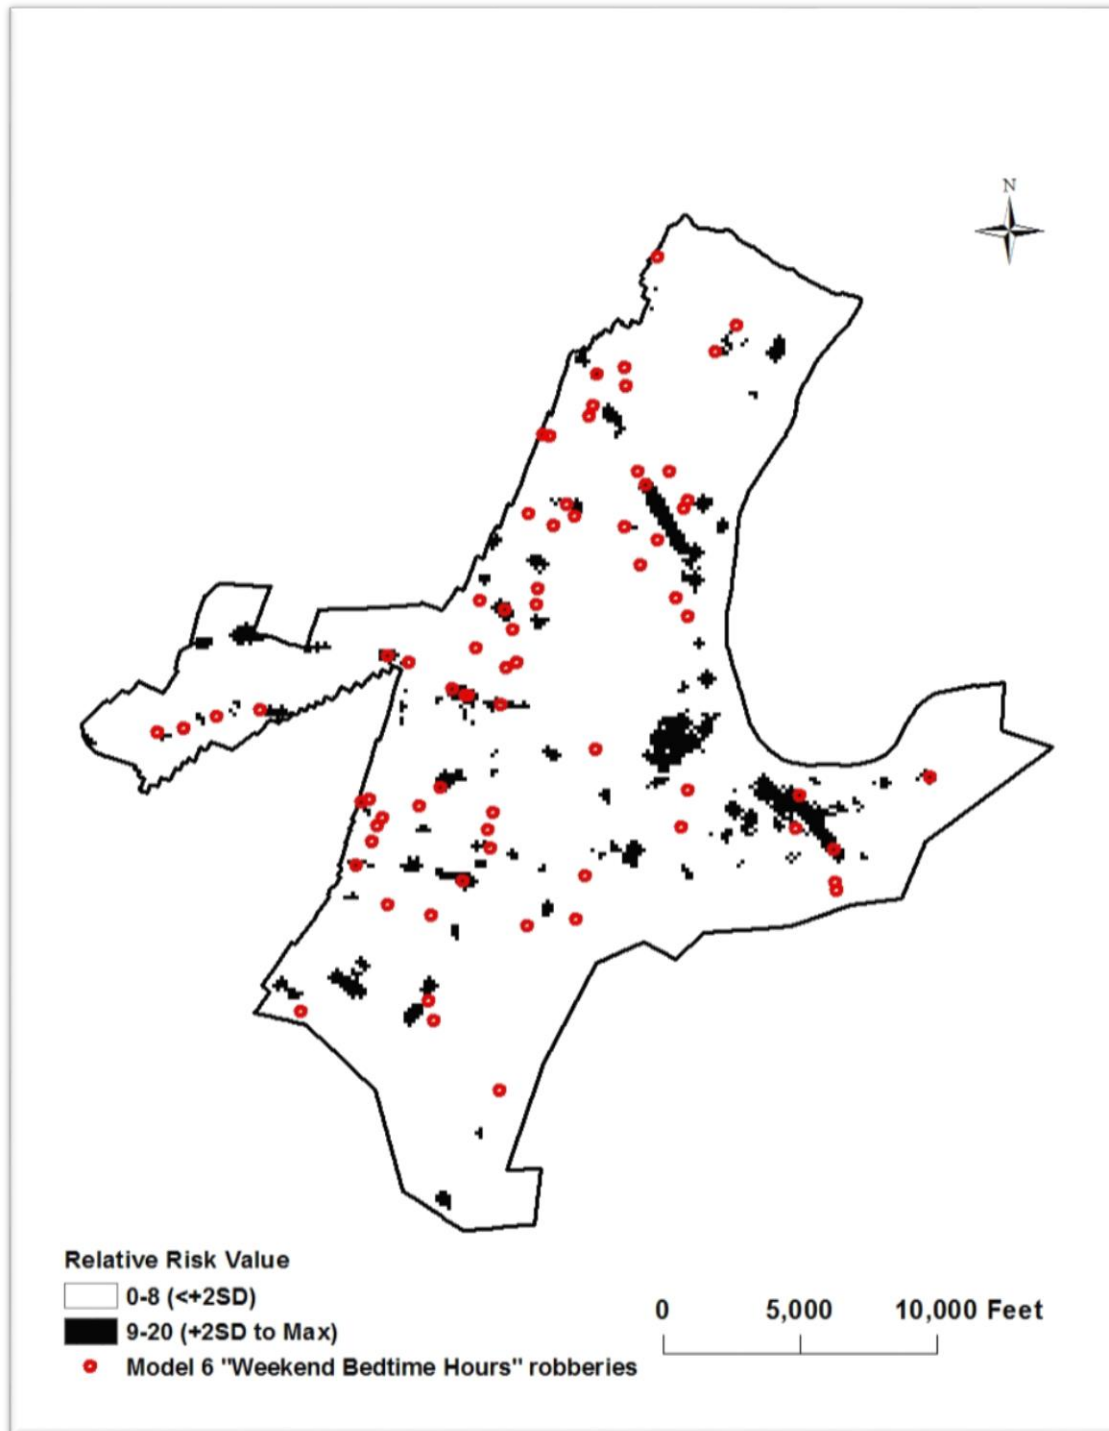 N
Relative Risk Value
0-8 (<+2SD)
9-20 (+2SD to Max)
Model 6 "Weekend Bedtime Hours" robberies
0 5,000 10,000 Feet